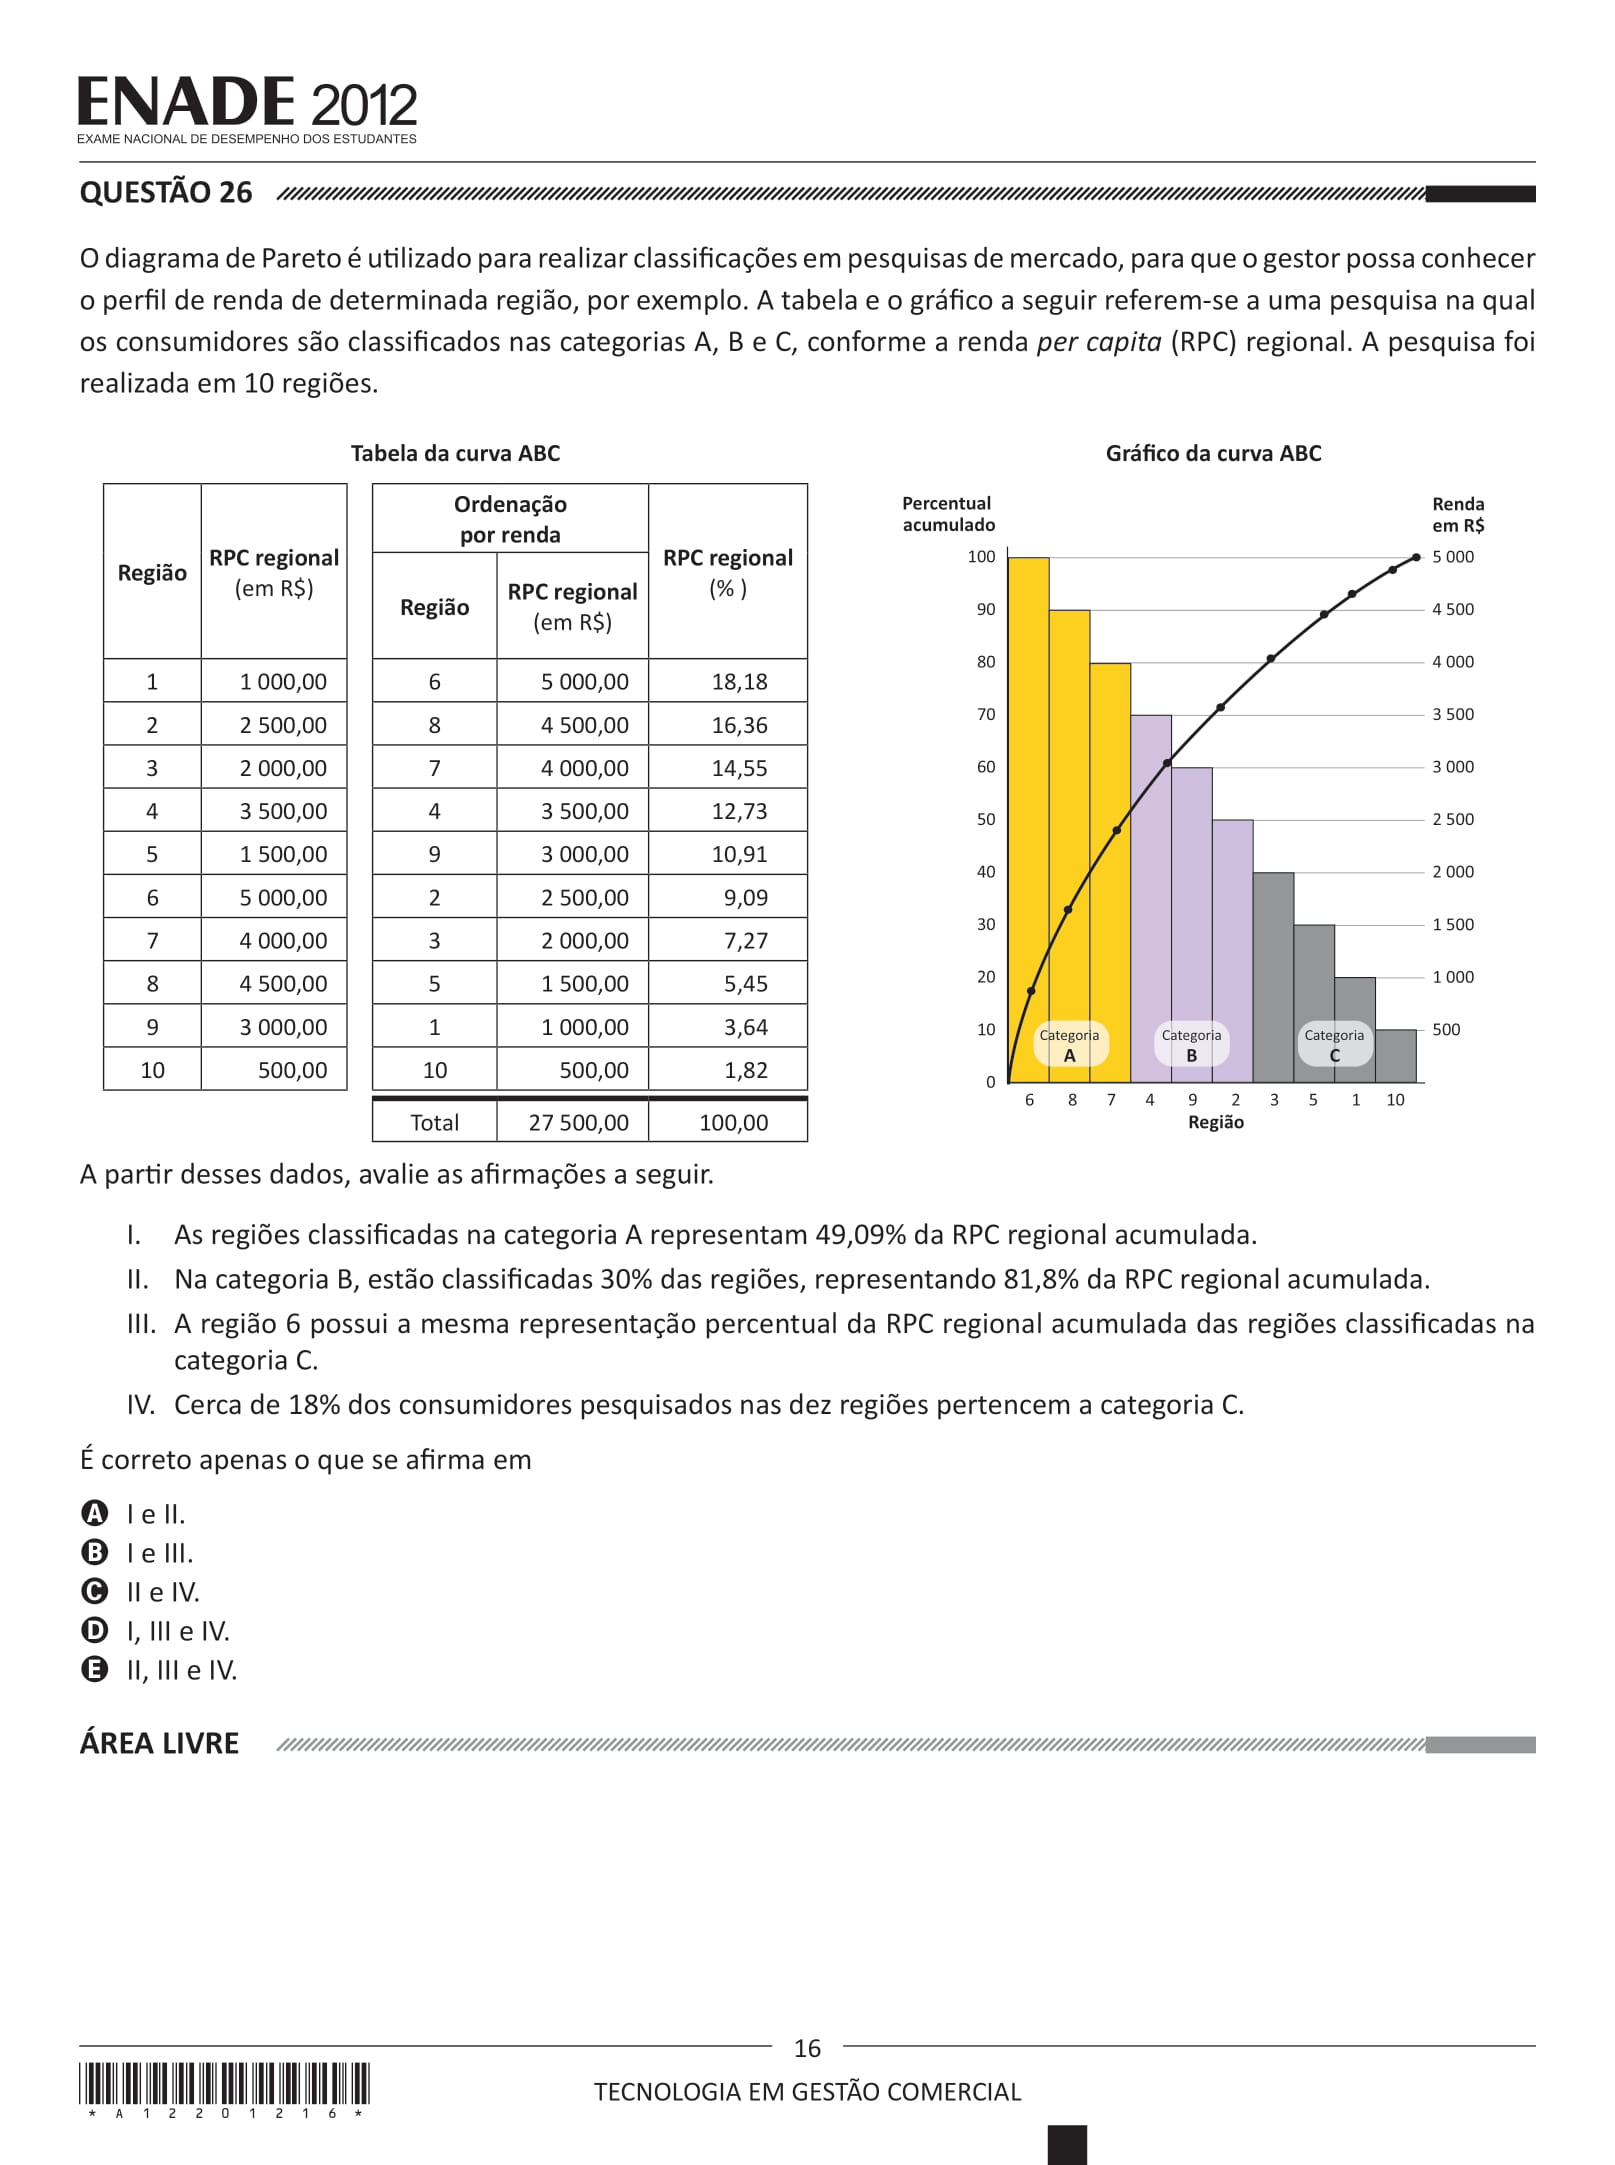 ENADE 2012
EXAME NACIONAL DE DESEMPENHO DOS ESTUDANTES
QUESTÃO 26
O diagrama de Pareto é utilizado para realizar classificações em pesquisas de mercado, para que o gestor possa conhecer
o perfil de renda de determinada região, por exemplo. A tabela e o gráfico a seguir referem-se a uma pesquisa na qual
os consumidores são classificados nas categorias A, B e C, conforme a renda per capita (RPC) regional. A pesquisa foi
realizada em 10 regiões.
Tabela da curva ABC
Região
RPC regional
(em R$)
1 1 000,00
2 2 500,00
3 2 000,00
4 3 500,00
5 1 500,00
6 5 000,00
7 4 000,00
8 4 500,00
9 3 000,00
10 500,00
Ordenação
por renda
Região
RPC regional
(em R$)
RPC regional
(% )
6 5 000,00 18,18
8 4 500,00 16,36
7 4 000,00 14,55
4 3 500,00 12,73
9 3 000,00 10,91
2 2 500,00 9,09
3 2 000,00 7,27
5 1 500,00 5,45
1 1 000,00 3,64
10 500,00 1,82
Total 27 500,00 100,00
Gráfico da curva ABC
Percentual
acumulado
Renda
em R$
100 5 000
90 4 500
80 4 000
70 3 500
60 3 000
50 2 500
40 2 000
30 1 500
20 1 000
10 500
0
Categoria
A
Categoria
B
Categoria
C
6 8 7 4 9 2 3 5 1 10
Região
A partir desses dados, avalie as afirmações a seguir.
I. As regiões classificadas na categoria A representam 49,09% da RPC regional acumulada.
II. Na categoria B, estão classificadas 30% das regiões, representando 81,8% da RPC regional acumulada.
III. A região 6 possui a mesma representação percentual da RPC regional acumulada das regiões classificadas na
categoria C.
IV. Cerca de 18% dos consumidores pesquisados nas dez regiões pertencem a categoria C.
É correto apenas o que se afirma em
A I e II.
B I e III.
C II e IV.
D I, III e IV.
E II, III e IV.
ÁREA LIVRE
16
TECNOLOGIA EM GESTÃO COMERCIAL
* A 1 2 2 0 1 2 1 6 *